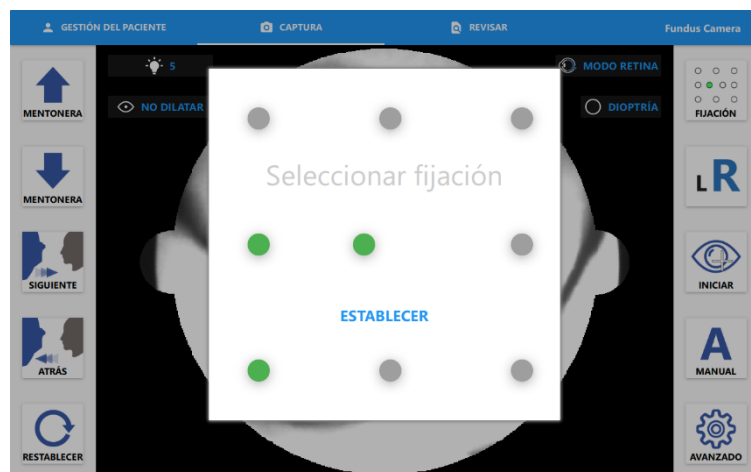 GESTIÓN DEL PACIENTE
CAPTURA
REVISAR
Fundus Camera
MENTONERA
5
MODO RETINA
NO DILATAR
DIOPTRÍA
FIJACIÓN
Seleccionar fijación
MENTONERA
L R
SIGUIENTE
INICIAR
ESTABLECER
ATRÁS
A
MANUAL
RESTABLECER
AVANZADO